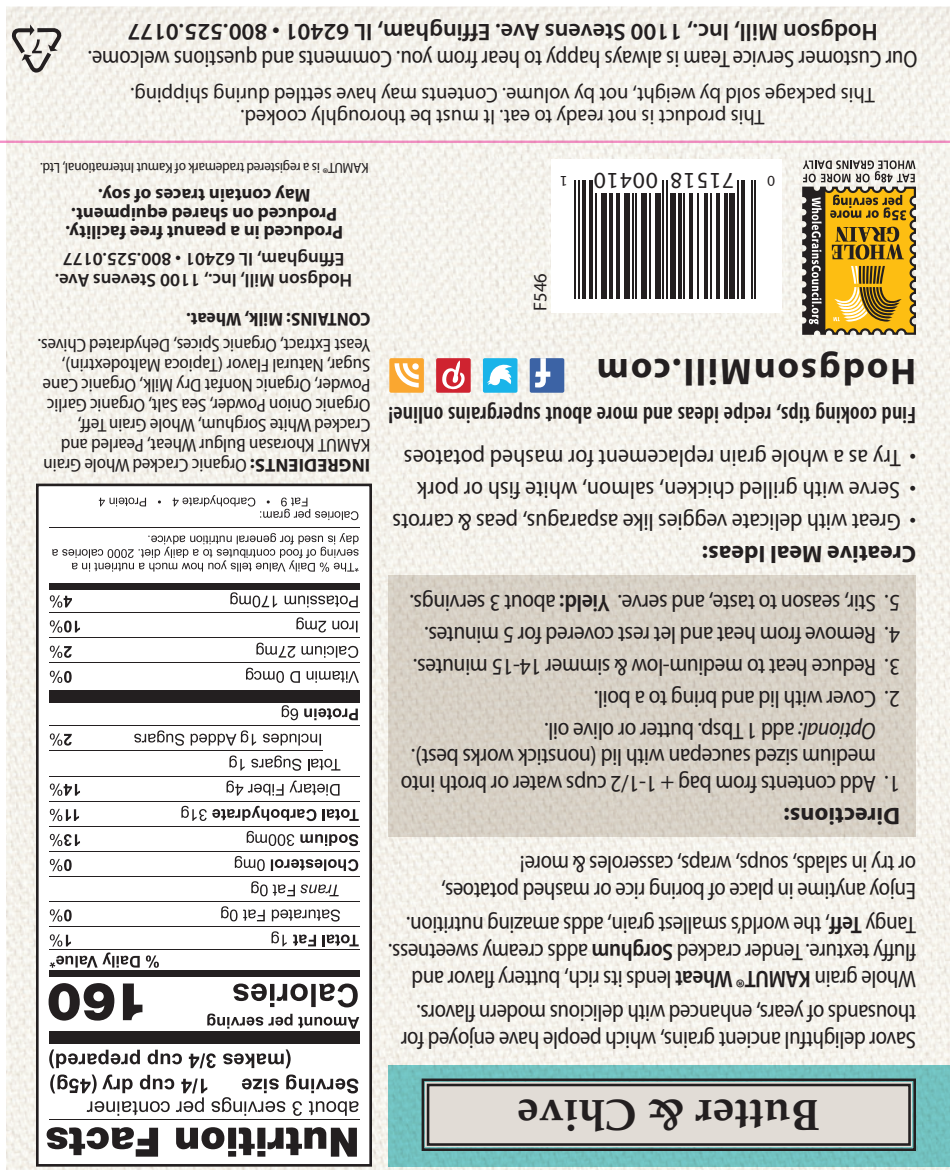 Butter & Chive
Savor delightful ancient grains, which people have enjoyed for
thousands of years, enhanced with delicious modern flavors.
Whole grain KAMUT® Wheat lends its rich, buttery flavor and
fluffy texture. Tender cracked Sorghum adds creamy sweetness.
Tangy Teff, the world's smallest grain, adds amazing nutrition.
Enjoy anytime in place of boring rice or mashed potatoes,
or try in salads, soups, wraps, casseroles & more!
Directions:
1. Add contents from bag + 1-1/2 cups water or broth into
medium sized saucepan with lid (nonstick works best).
Optional: add 1 Tbsp. butter or olive oil.
2. Cover with lid and bring to a boil.
3. Reduce heat to medium-low & simmer 14-15 minutes.
4. Remove from heat and let rest covered for 5 minutes.
5. Stir, season to taste, and serve. Yield: about 3 servings.
Creative Meal Ideas:
• Great with delicate veggies like asparagus, peas & carrots
• Serve with grilled chicken, salmon, white fish or pork
• Try as a whole grain replacement for mashed potatoes
Find cooking tips, recipe ideas and more about supergrains online!
HodgsonMill.com
WHOLE
GRAIN
35g or more
per serving
WholeGrainsCouncil.org
TM
EAT 48g OR MORE OF
WHOLE GRAINS DAILY
F546
0 71518 00410 1
Nutrition Facts
about 3 servings per container
Serving size 1/4 cup dry (45g)
(makes 3/4 cup prepared)
Amount per serving
Calories 160
% Daily Value*
Total Fat 1g 1%
Saturated Fat 0g 0%
Trans Fat 0g
Cholesterol 0mg 0%
Sodium 300mg 13%
Total Carbohydrate 31g 11%
Dietary Fiber 4g 14%
Total Sugars 1g
Includes 1g Added Sugars 2%
Protein 6g
Vitamin D 0mcg 0%
Calcium 27mg 2%
Iron 2mg 10%
Potassium 170mg 4%
*The % Daily Value tells you how much a nutrient in a
serving of food contributes to a daily diet. 2000 calories a
day is used for general nutrition advice.
Calories per gram:
Fat 9 • Carbohydrate 4 • Protein 4
INGREDIENTS: Organic Cracked Whole Grain
KAMUT Khorasan Bulgur Wheat, Pearled and
Cracked White Sorghum, Whole Grain Teff,
Organic Onion Powder, Sea Salt, Organic Garlic
Powder, Organic Nonfat Dry Milk, Organic Cane
Sugar, Natural Flavor (Tapioca Maltodextrin),
Yeast Extract, Organic Spices, Dehydrated Chives.
CONTAINS: Milk, Wheat.
Hodgson Mill, Inc., 1100 Stevens Ave.
Effingham, IL 62401 • 800.525.0177
Produced in a peanut free facility.
Produced on shared equipment.
May contain traces of soy.
KAMUT® is a registered trademark of Kamut International, Ltd.
This product is not ready to eat. It must be thoroughly cooked.
This package sold by weight, not by volume. Contents may have settled during shipping.
Our Customer Service Team is always happy to hear from you. Comments and questions welcome.
Hodgson Mill, Inc., 1100 Stevens Ave. Effingham, IL 62401 • 800.525.0177
7